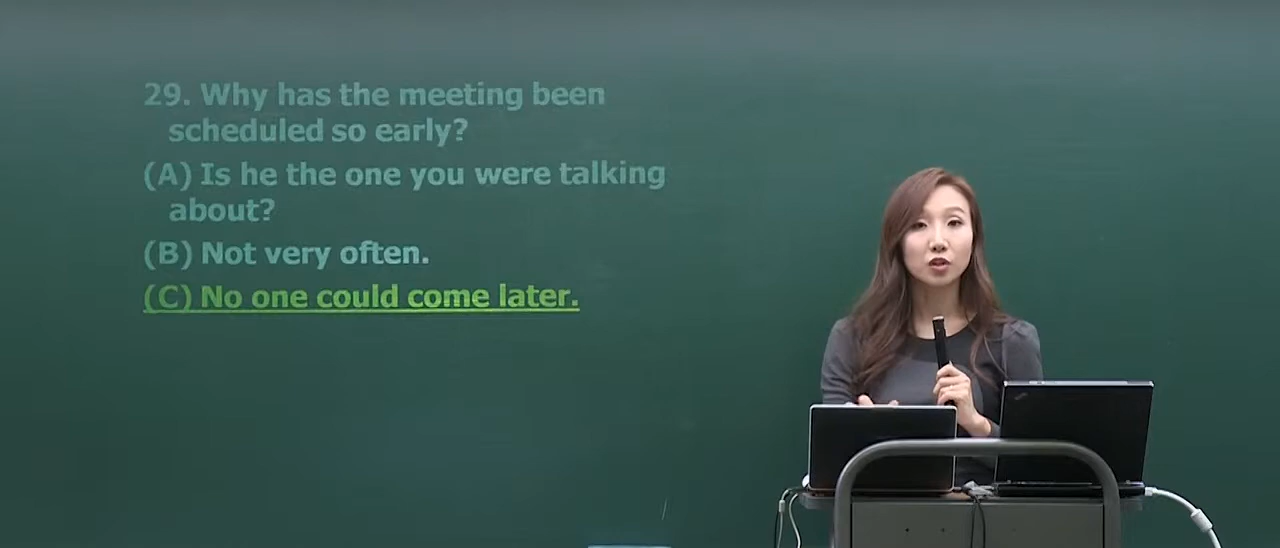 29. Why has the meeting been
scheduled so early?
(A) Is he the one you were talking
about?
(B) Not very often.
(C) No one could come later.